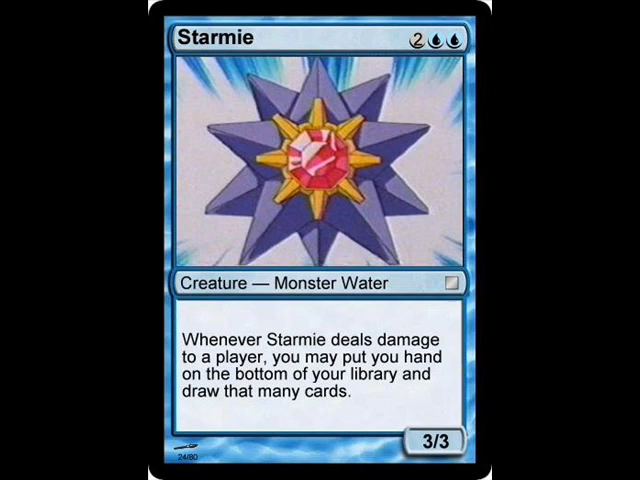 Starmie 2
Creature — Monster Water
Whenever Starmie deals damage
to a player, you may put you hand
on the bottom of your library and
draw that many cards.
3/3
24/80